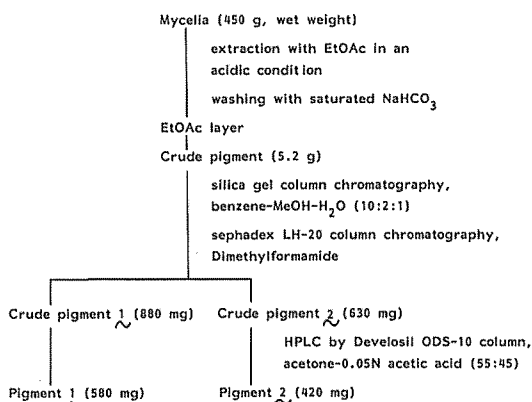 Mycelia (450 g, wet weight)
extraction with EtOAc in an
acidic condition
washing with saturated NaHCO3
EtOAc layer
Crude pigment (5.2 g)
silica gel column chromatography,
benzene-MeOH-H2O (10:2:1)
sephadex LH-20 column chromatography,
Dimethylformamide
Crude pigment 1 (880 mg)
Crude pigment 2 (630 mg)
HPLC by Develosil ODS-10 column,
acetone-0.05N acetic acid (55:45)
Pigment 1 (580 mg)
Pigment 2 (420 mg)